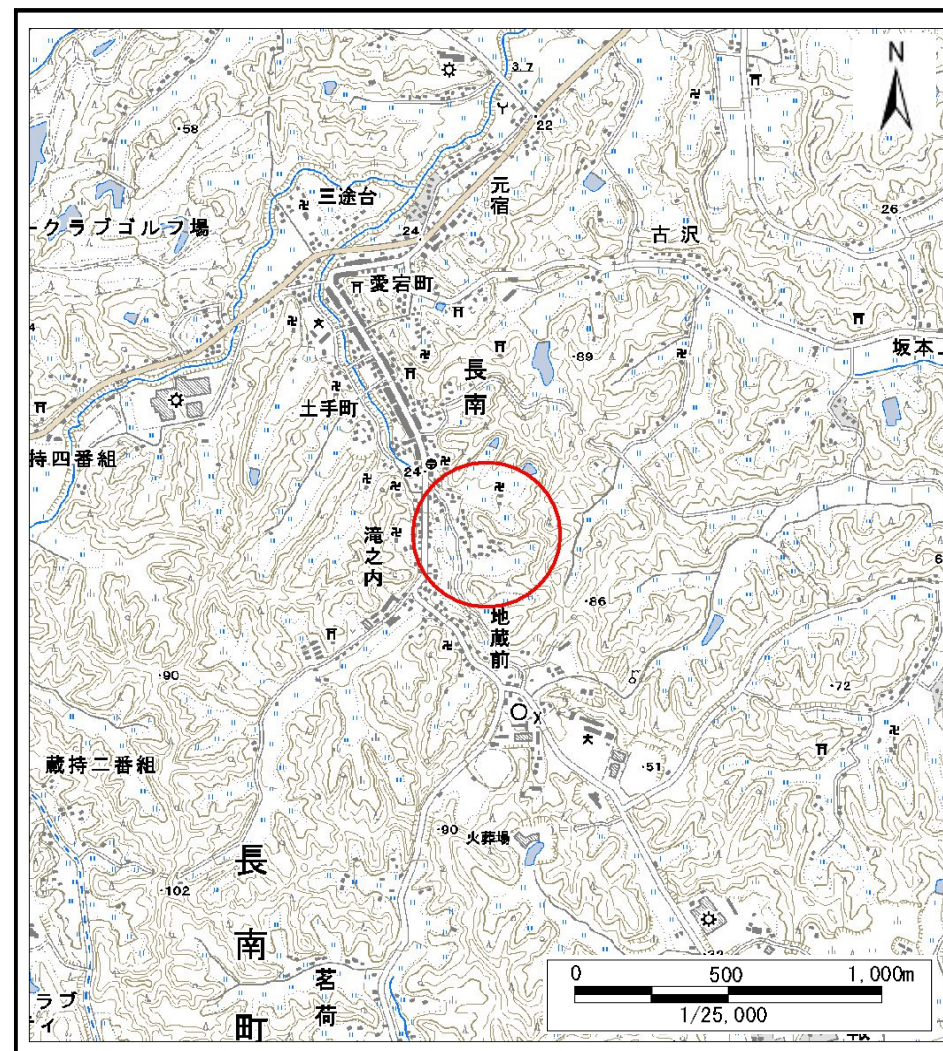 N
3.7
・58
22
三途台
元宿
26
クラブゴルフ場
24
古沢
愛宕町
坂本
・89
長南
土手町
持四番組
24
滝之内
・86
地蔵前
・90
・72
蔵持二番組
・51
・90
火葬場
長南町
・102
茗荷
ラブ
0 500 1,000m
1/25,000